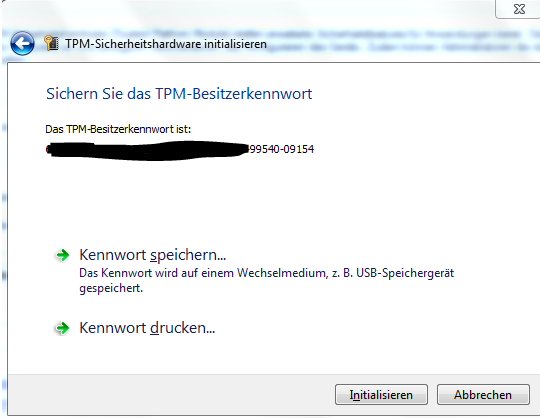 TPM-Sicherheitshardware initialisieren
Sichern Sie das TPM-Besitzerkennwort
Das TPM-Besitzerkennwort ist:
99540-09154
Kennwort speichern...
Das Kennwort wird auf einem Wechselmedium, z. B. USB-Speichergerät
gespeichert.
Kennwort drucken...
Initialisieren
Abbrechen